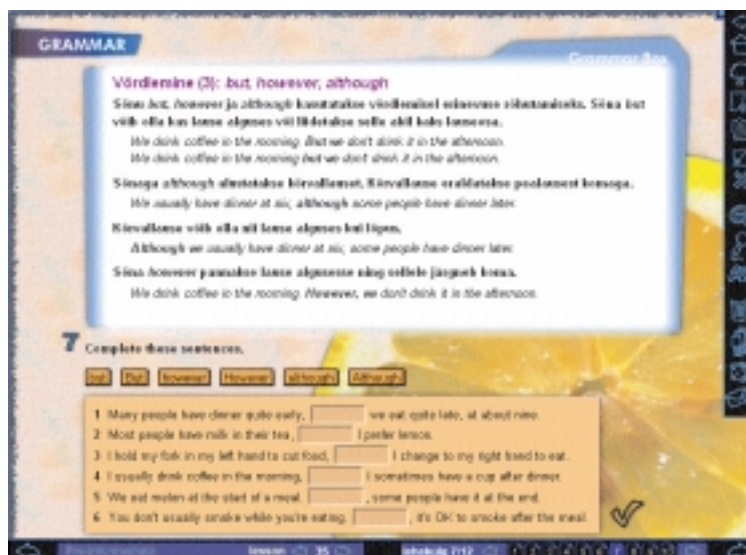 GRAMMAR
Grammar Box
Võrdlemine (3): but, however, although
Sõnu but, however ja although kasutatakse võrdlemisel erinevuse rõhutamiseks. Sõna but
võib olla kas lause alguses või liidetakse selle abil kaks lauseosa.
We drink coffee in the morning. But we don't drink it in the afternoon.
We drink coffee in the morning but we don't drink it in the afternoon.
Sõnaga although alustatakse kõrvallauset. Kõrvallause eraldatakse pealausest komaga.
We usually have dinner at six, although some people have dinner later.
Kõrvallause võib olla nii lause alguses kui lõpus.
Although we usually have dinner at six, some people have dinner later.
Sõna however pannakse lause algusesse ning sellele järgneb koma.
We drink coffee in the morning. However, we don't drink it in the afternoon.
7 Complete these sentences.
but But however However although Although
1 Many people have dinner quite early, we eat quite late, at about nine.
2 Most people have milk in their tea, I prefer lemon.
3 I hold my fork in my left hand to cut food, I change to my right hand to eat.
4 I usually drink coffee in the morning, I sometimes have a cup after dinner.
5 We eat melon at the start of a meal. , some people have it at the end.
6 You don't usually smoke while you're eating. , it's OK to smoke after the meal.
lesson 35 7/12